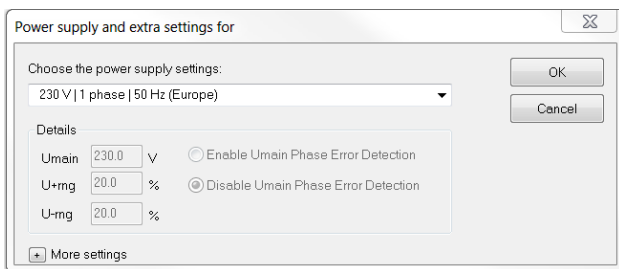 Power supply and extra settings for
Choose the power supply settings:
230 V | 1 phase | 50 Hz (Europe)
OK
Cancel
Details
Umain 230.0 V Enable Umain Phase Error Detection
U+rng 20.0 % Disable Umain Phase Error Detection
U-rng 20.0 %
+ More settings